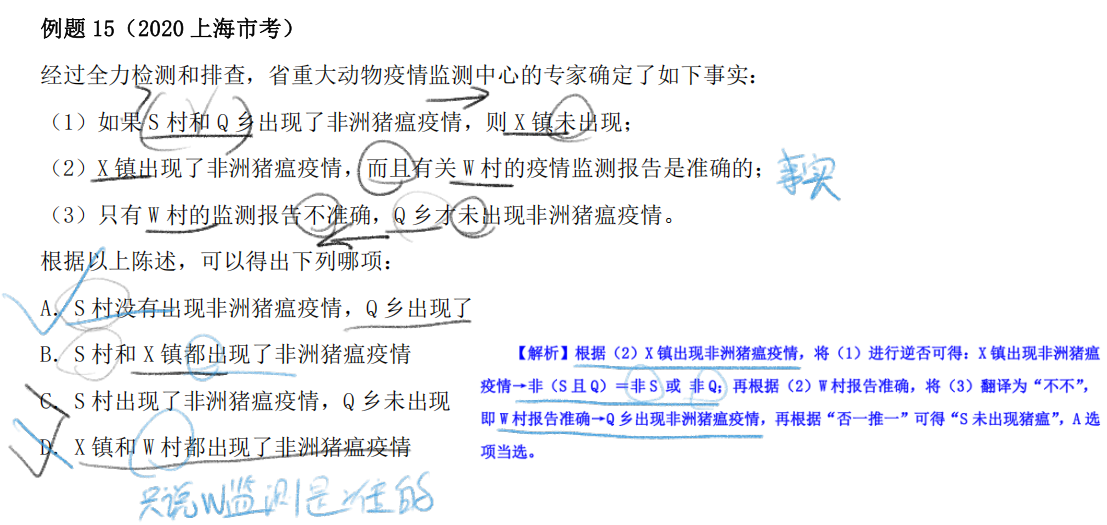 例题 15（2020 上海市考）
经过全力检测和排查，省重大动物疫情监测中心的专家确定了如下事实：
（1）如果 S 村和 Q 乡出现了非洲猪瘟疫情，则 X 镇未出现；
（2）X 镇出现了非洲猪瘟疫情，而且有关 W 村的疫情监测报告是准确的；
事实
（3）只有 W 村的监测报告不准确，Q 乡才未出现非洲猪瘟疫情。
根据以上陈述，可以得出下列哪项：
A．S 村没有出现非洲猪瘟疫情，Q 乡出现了
B．S 村和 X 镇都出现了非洲猪瘟疫情
C．S 村出现了非洲猪瘟疫情，Q 乡未出现
D．X 镇和 W 村都出现了非洲猪瘟疫情
只说W监测是准的
【解析】根据（2）X 镇出现非洲猪瘟疫情，将（1）进行逆否可得：X 镇出现非洲猪瘟
疫情→非（S 且 Q）＝非 S 或 非 Q；再根据（2）W 村报告准确，将（3）翻译为“不不”，
即 W 村报告准确→Q 乡出现非洲猪瘟疫情，再根据“否一推一”可得“S 未出现猪瘟”，A 选
项当选。